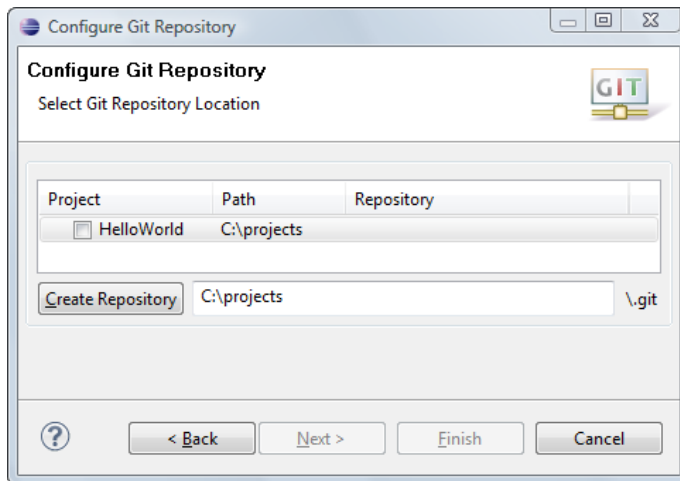 Configure Git Repository
Configure Git Repository
Select Git Repository Location
GIT
Project Path Repository
HelloWorld C:\projects
Create Repository C:\projects \.git
? < Back Next > Finish Cancel